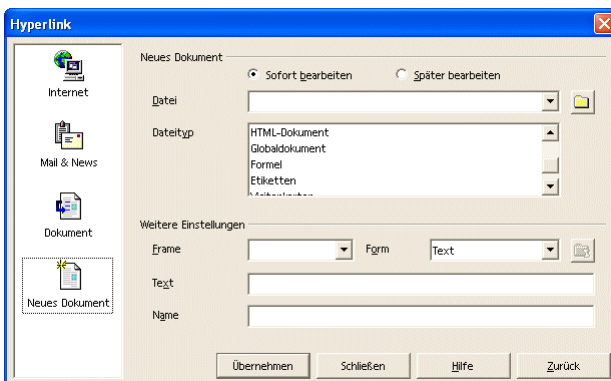 Hyperlink
Internet
Mail & News
Dokument
Neues Dokument
Neues Dokument
Sofort bearbeiten Später bearbeiten
Datei
Dateityp
HTML-Dokument
Globaldokument
Formel
Etiketten
Weitere Einstellungen
Frame Form Text
Text
Name
Übernehmen Schließen Hilfe Zurück